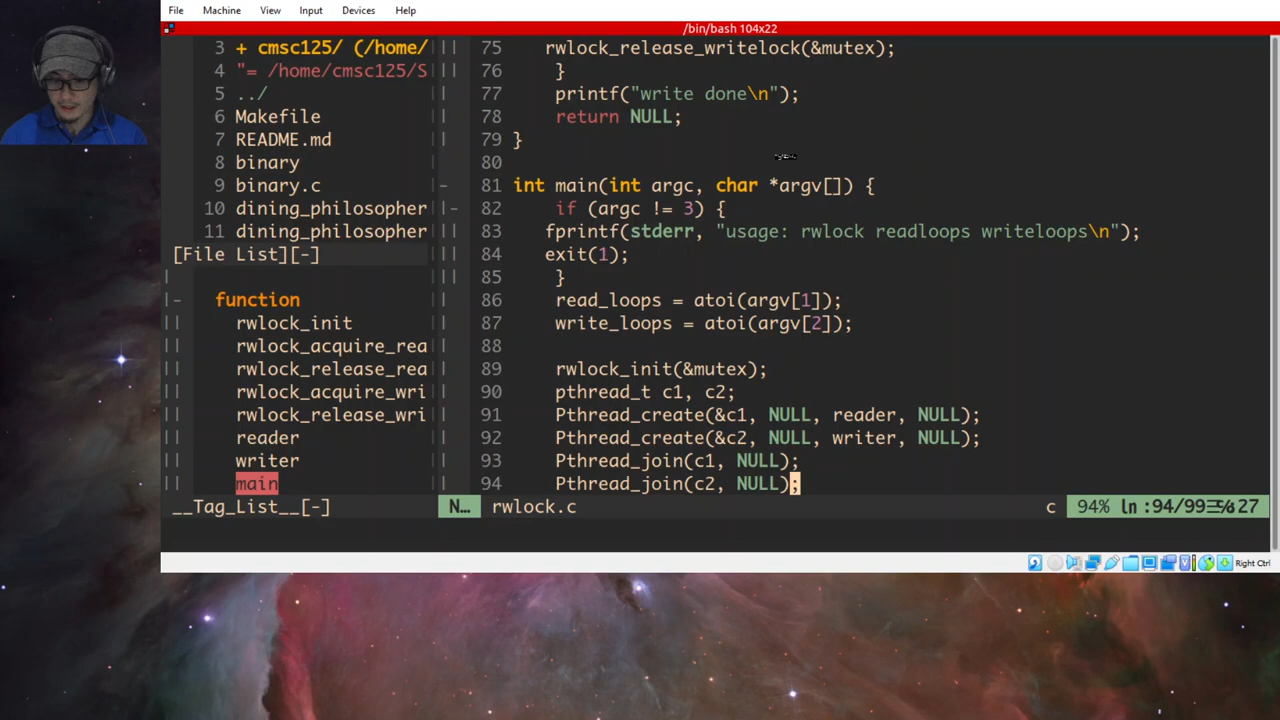 File Machine View Input Devices Help
/bin/bash 104x22
3 + cmsc125/ (/home/
4 "= /home/cmsc125/S
5 ../
6 Makefile
7 README.md
8 binary
9 binary.c
10 dining_philosopher
11 dining_philosopher
[File List][-]
function
rwlock_init
rwlock_acquire_rea
rwlock_release_rea
rwlock_acquire_wri
rwlock_release_wri
reader
writer
main
__Tag_List__[-]
75 rwlock_release_writelock(&mutex);
76 }
77 printf("write done\n");
78 return NULL;
79 }
80
81 int main(int argc, char *argv[]) {
82 if (argc != 3) {
83 fprintf(stderr, "usage: rwlock readloops writeloops\n");
84 exit(1);
85 }
86 read_loops = atoi(argv[1]);
87 write_loops = atoi(argv[2]);
88
89 rwlock_init(&mutex);
90 pthread_t c1, c2;
91 Pthread_create(&c1, NULL, reader, NULL);
92 Pthread_create(&c2, NULL, writer, NULL);
93 Pthread_join(c1, NULL);
94 Pthread_join(c2, NULL);
N… rwlock.c c 94% ln :94/99☰℅:27
Right Ctrl